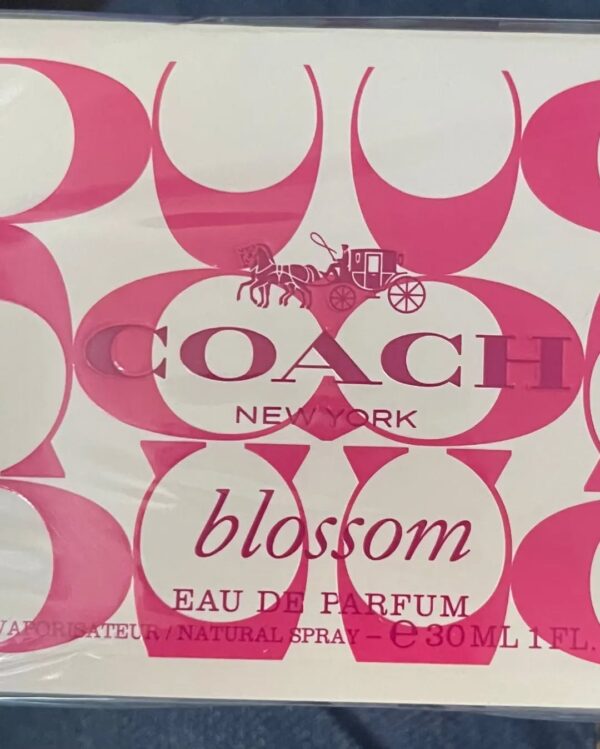 COACH
NEW YORK
blossom
EAU DE PARFUM
VAPORISATEUR / NATURAL SPRAY - e 30 ML 1 FL.